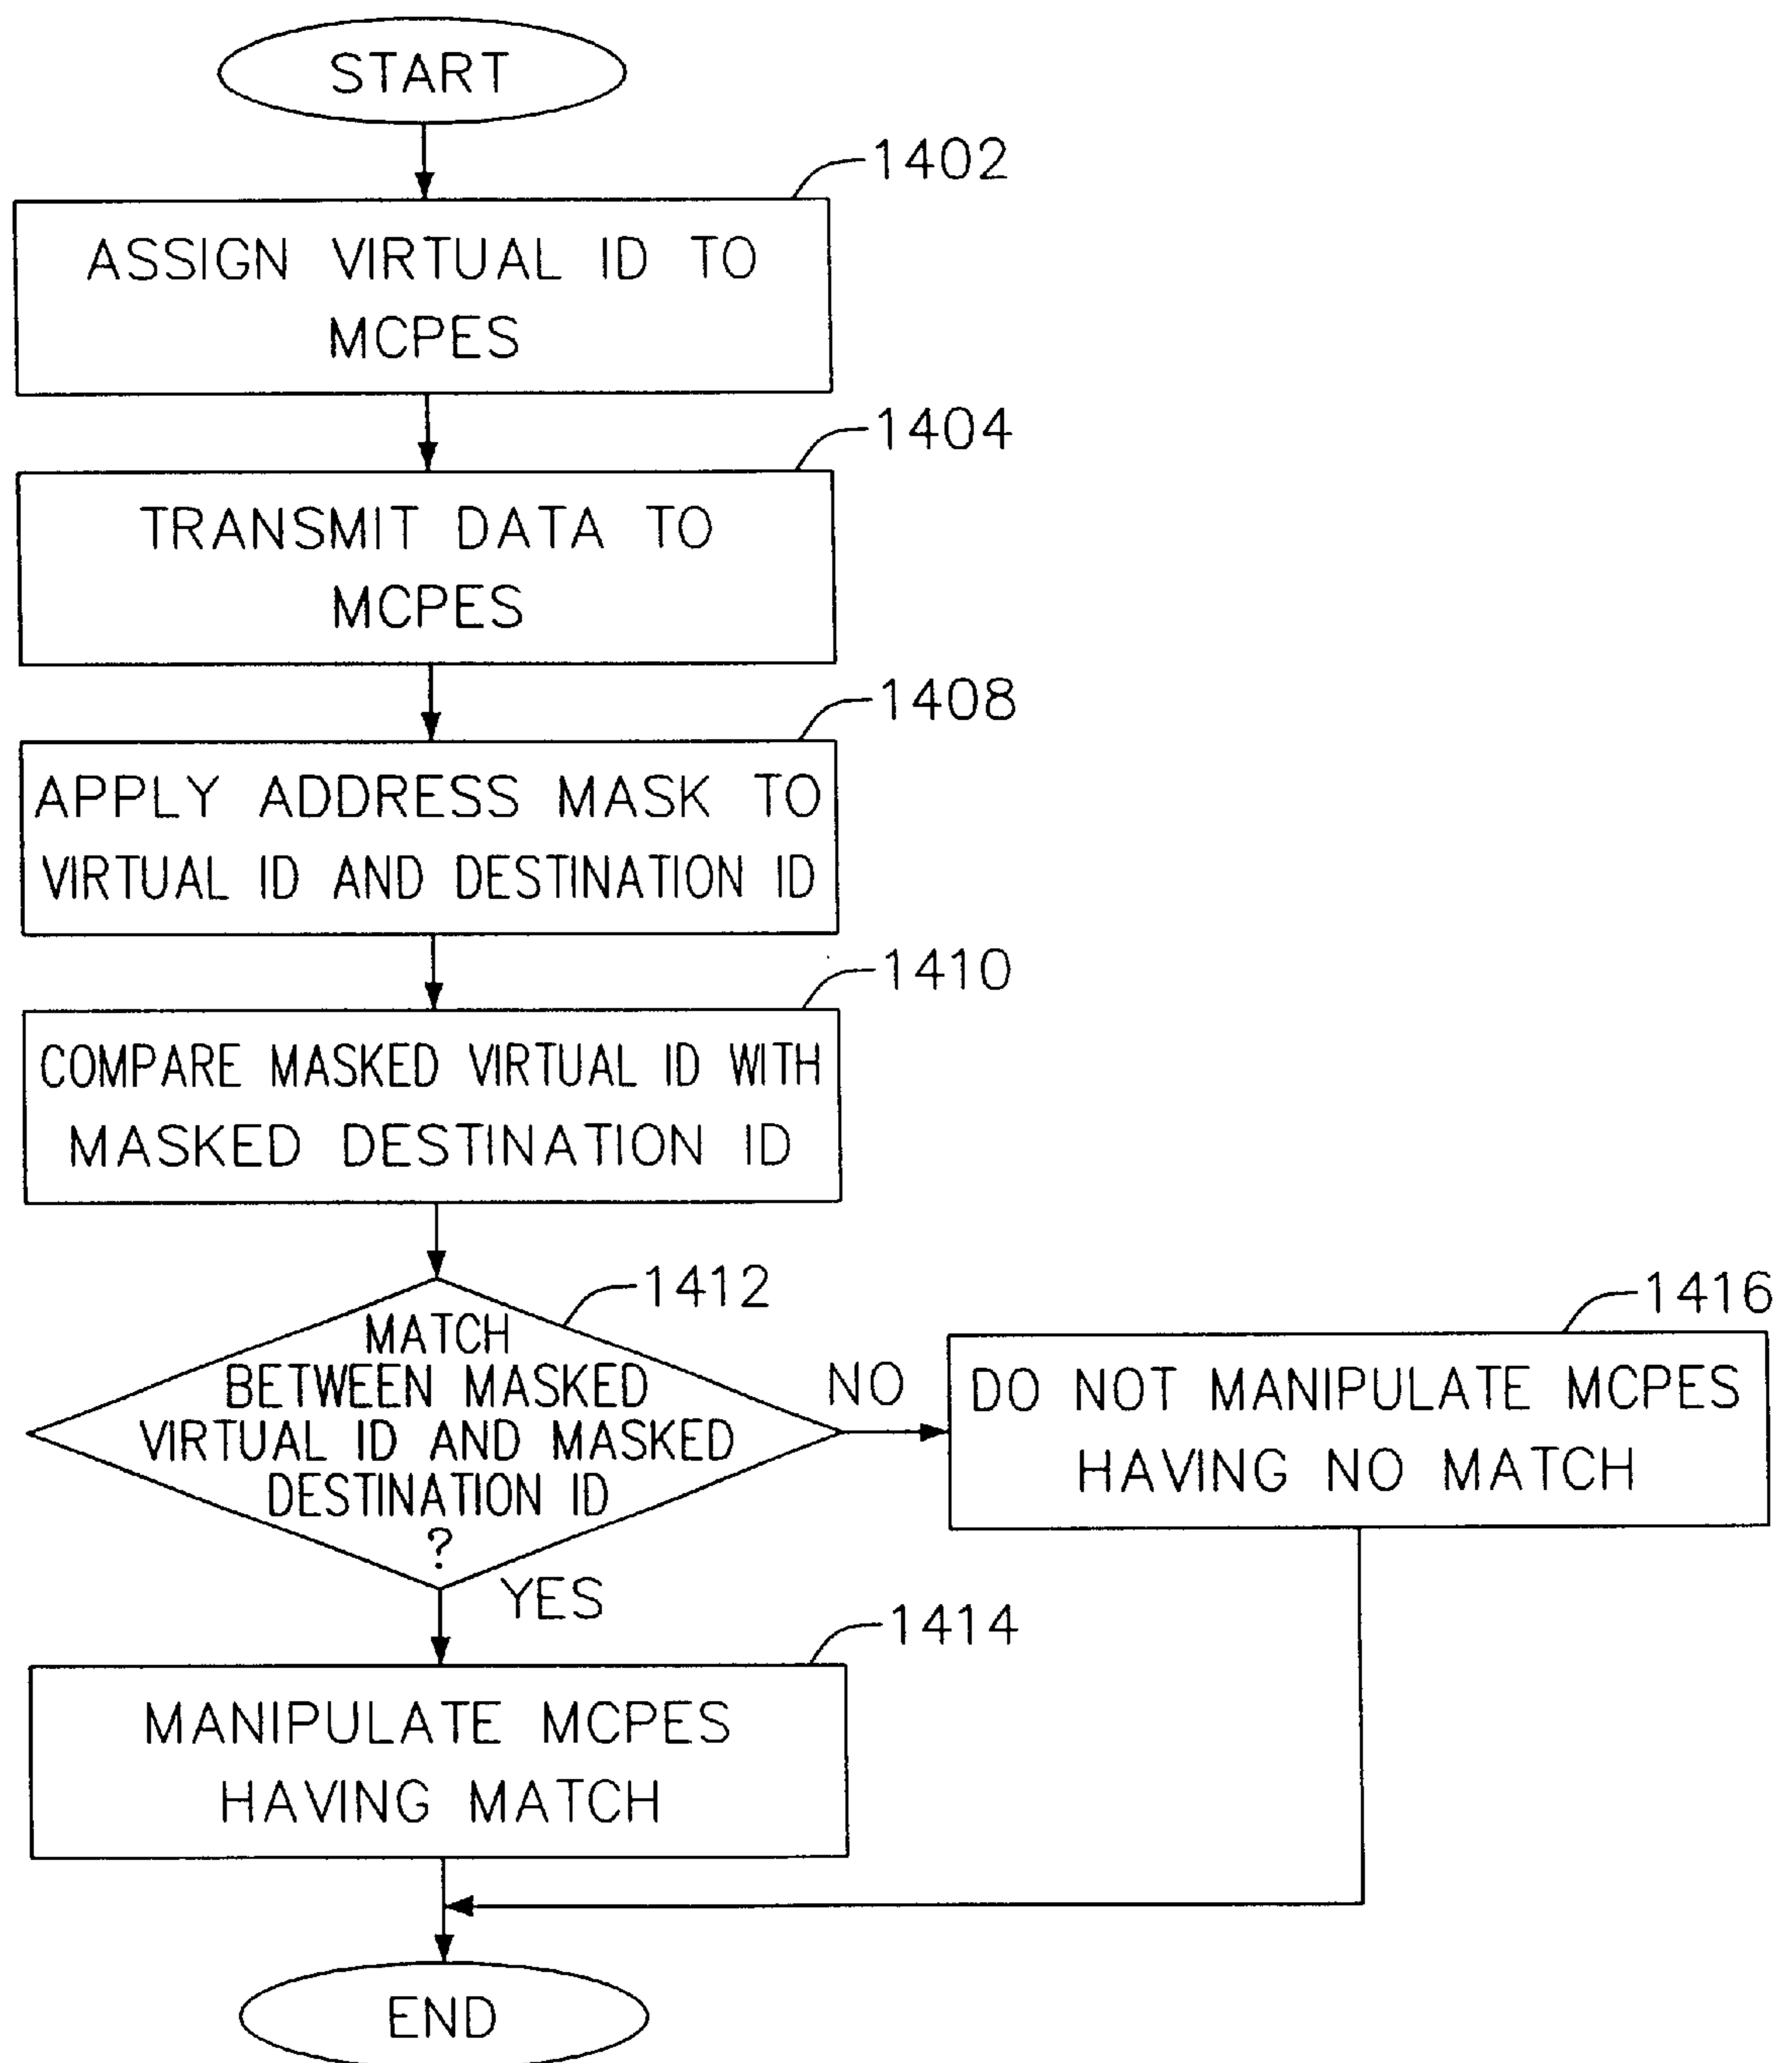 START
1402
ASSIGN VIRTUAL ID TO
MCPES
1404
TRANSMIT DATA TO
MCPES
1408
APPLY ADDRESS MASK TO
VIRTUAL ID AND DESTINATION ID
1410
COMPARE MASKED VIRTUAL ID WITH
MASKED DESTINATION ID
1412
MATCH
BETWEEN MASKED
VIRTUAL ID AND MASKED
DESTINATION ID
?
NO
1416
DO NOT MANIPULATE MCPES
HAVING NO MATCH
YES
1414
MANIPULATE MCPES
HAVING MATCH
END